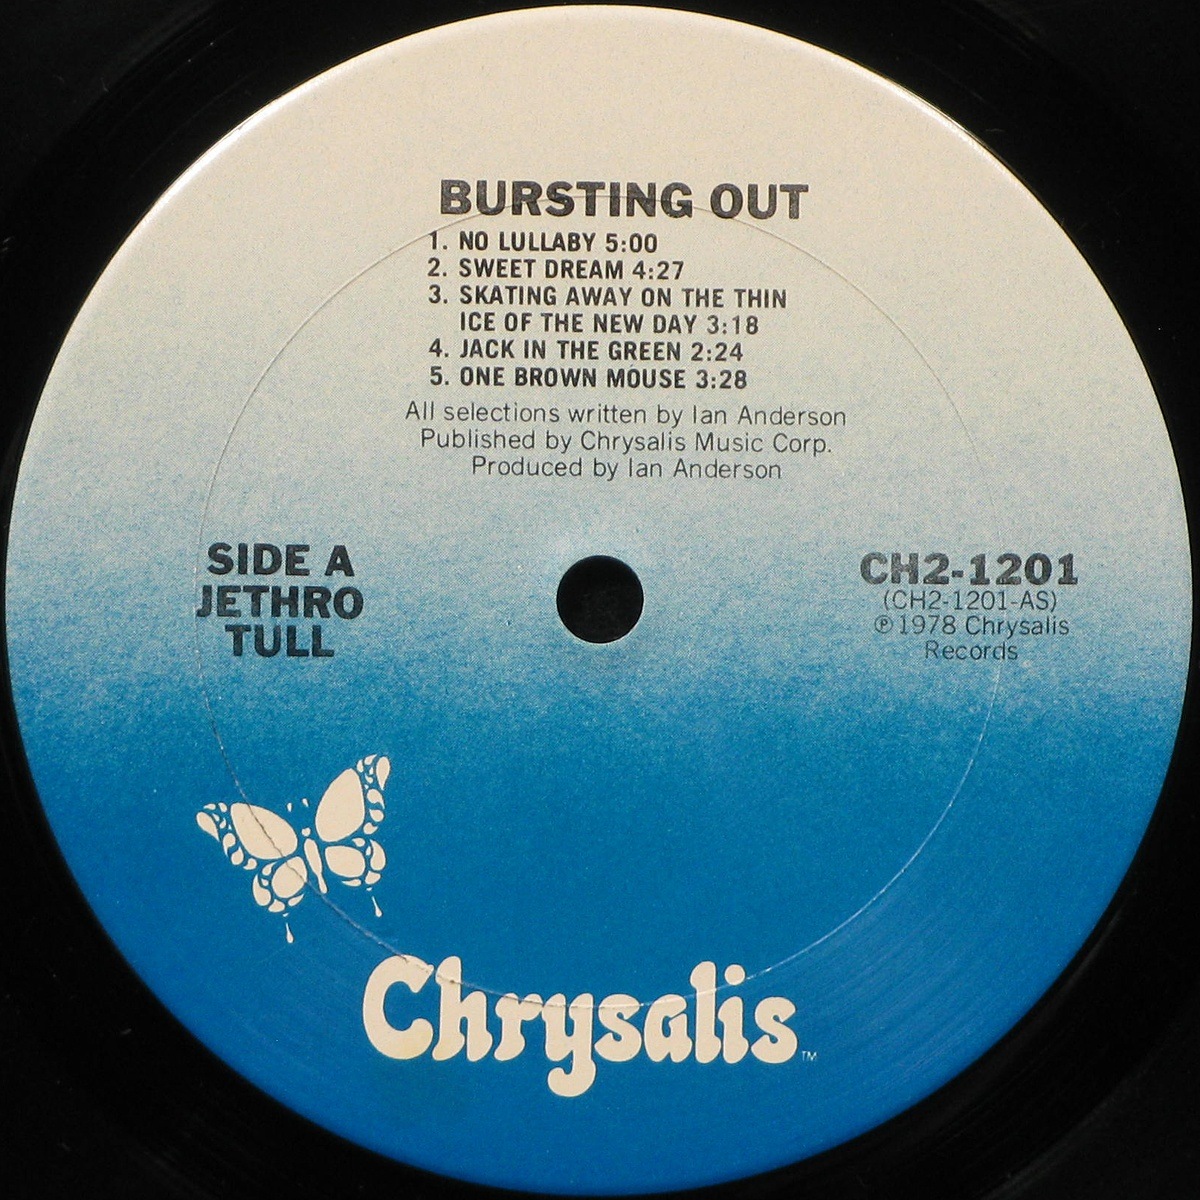 BURSTING OUT
1. NO LULLABY 5:00
2. SWEET DREAM 4:27
3. SKATING AWAY ON THE THIN
ICE OF THE NEW DAY 3:18
4. JACK IN THE GREEN 2:24
5. ONE BROWN MOUSE 3:28
All selections written by Ian Anderson
Published by Chrysalis Music Corp.
Produced by Ian Anderson
SIDE A
JETHRO
TULL
CH2-1201
(CH2-1201-AS)
℗ 1978 Chrysalis
Records
Chrysalis™